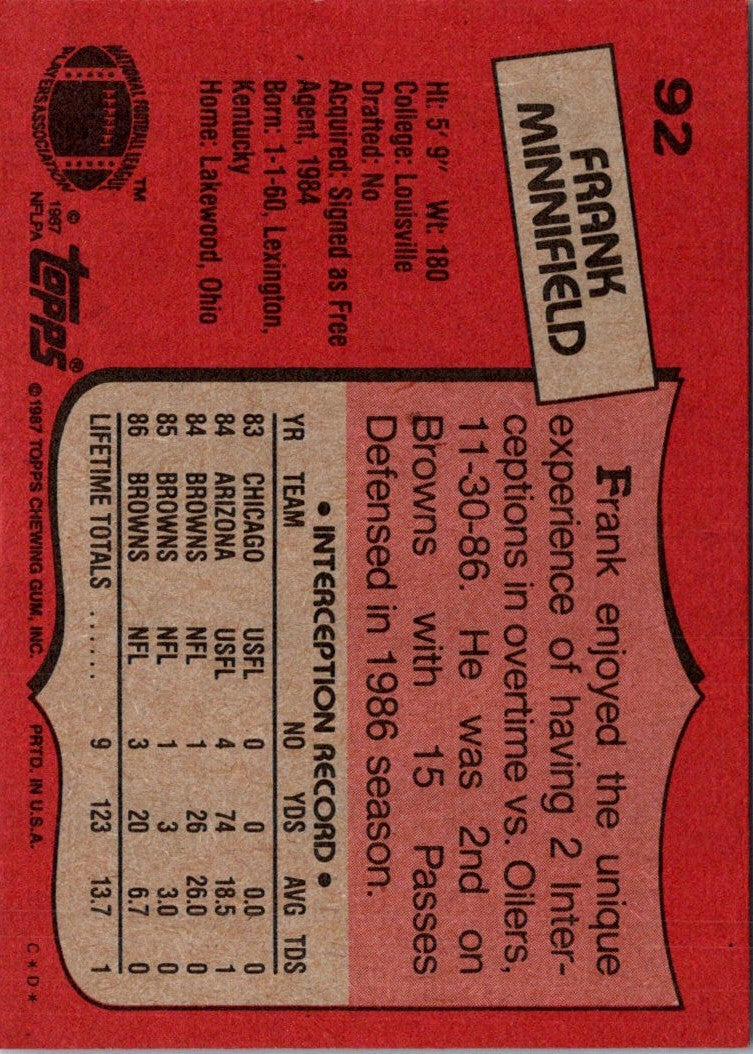 92
FRANK
MINNIFIELD
Ht: 5' 9" Wt: 180
College: Louisville
Drafted: No
Acquired: Signed as Free
Agent, 1984
Born: 1-1-60, Lexington,
Kentucky
Home: Lakewood, Ohio
NATIONAL FOOTBALL LEAGUE
PLAYERS ASSOCIATION
TM
© 1987
NFLPA
Frank enjoyed the unique
experience of having 2 Inter-
ceptions in overtime vs. Oilers,
11-30-86. He was 2nd on
Browns with 15 Passes
Defensed in 1986 season.
• INTERCEPTION RECORD •
YR TEAM NO YDS AVG TDS
83 CHICAGO USFL 0 0 0.0 0
84 ARIZONA USFL 4 74 18.5 1
84 BROWNS NFL 1 26 26.0 0
85 BROWNS NFL 1 3 3.0 0
86 BROWNS NFL 3 20 6.7 0
LIFETIME TOTALS ...... 9 123 13.7 1
topps® © 1987 TOPPS CHEWING GUM, INC. PRTD. IN U.S.A. C * D *